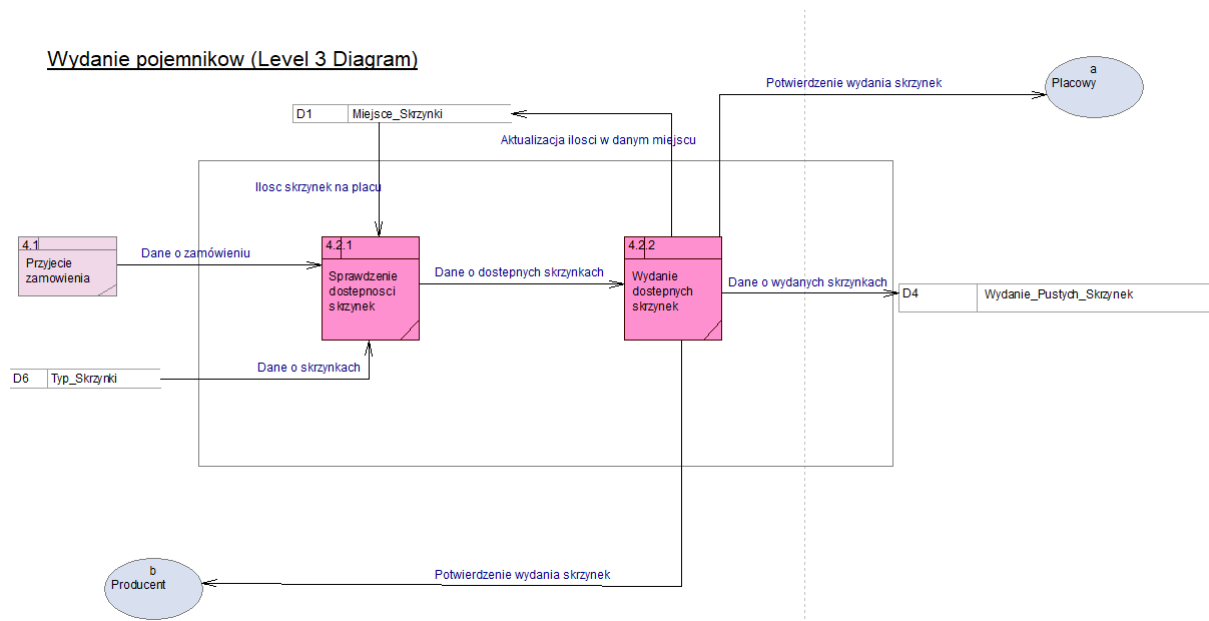 Wydanie pojemnikow (Level 3 Diagram)
a
Placowy
Potwierdzenie wydania skrzynek
D1 Miejsce_Skrzynki
Aktualizacja ilosci w danym miejscu
Ilosc skrzynek na placu
4.1
Przyjecie
zamowienia
Dane o zamówieniu
4.2.1
Sprawdzenie
dostepnosci
skrzynek
Dane o dostepnych skrzynkach
4.2.2
Wydanie
dostepnych
skrzynek
Dane o wydanych skrzynkach
D4 Wydanie_Pustych_Skrzynek
D6 Typ_Skrzynki
Dane o skrzynkach
b
Producent
Potwierdzenie wydania skrzynek